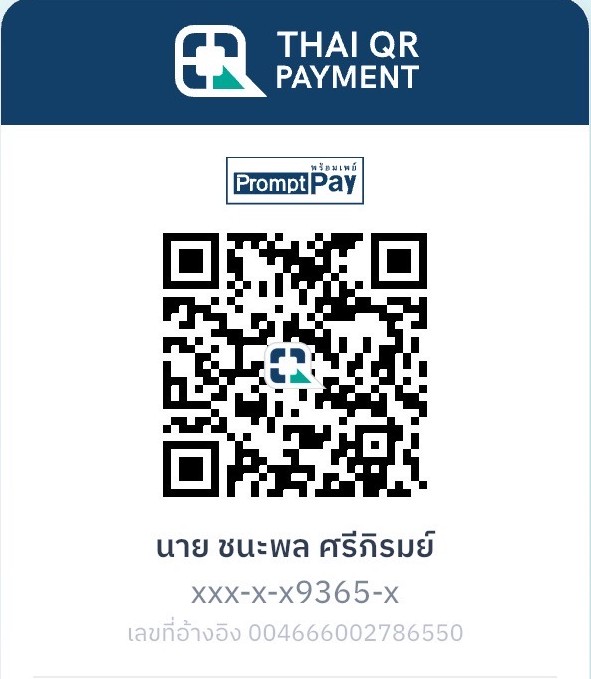 THAI QR
PAYMENT
พร้อมเพย์
PromptPay
นาย ชนะพล ศรีภิรมย์
xxx-x-x9365-x
เลขที่อ้างอิง 004666002786550